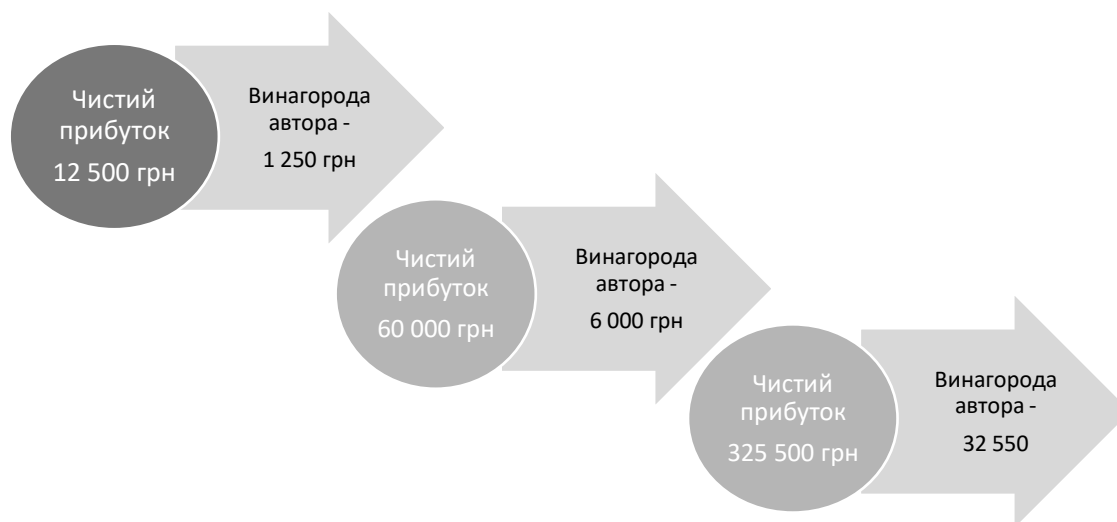 Чистий
прибуток
12 500 грн
Винагорода
автора -
1 250 грн
Чистий
прибуток
60 000 грн
Винагорода
автора -
6 000 грн
Чистий
прибуток
325 500 грн
Винагорода
автора -
32 550